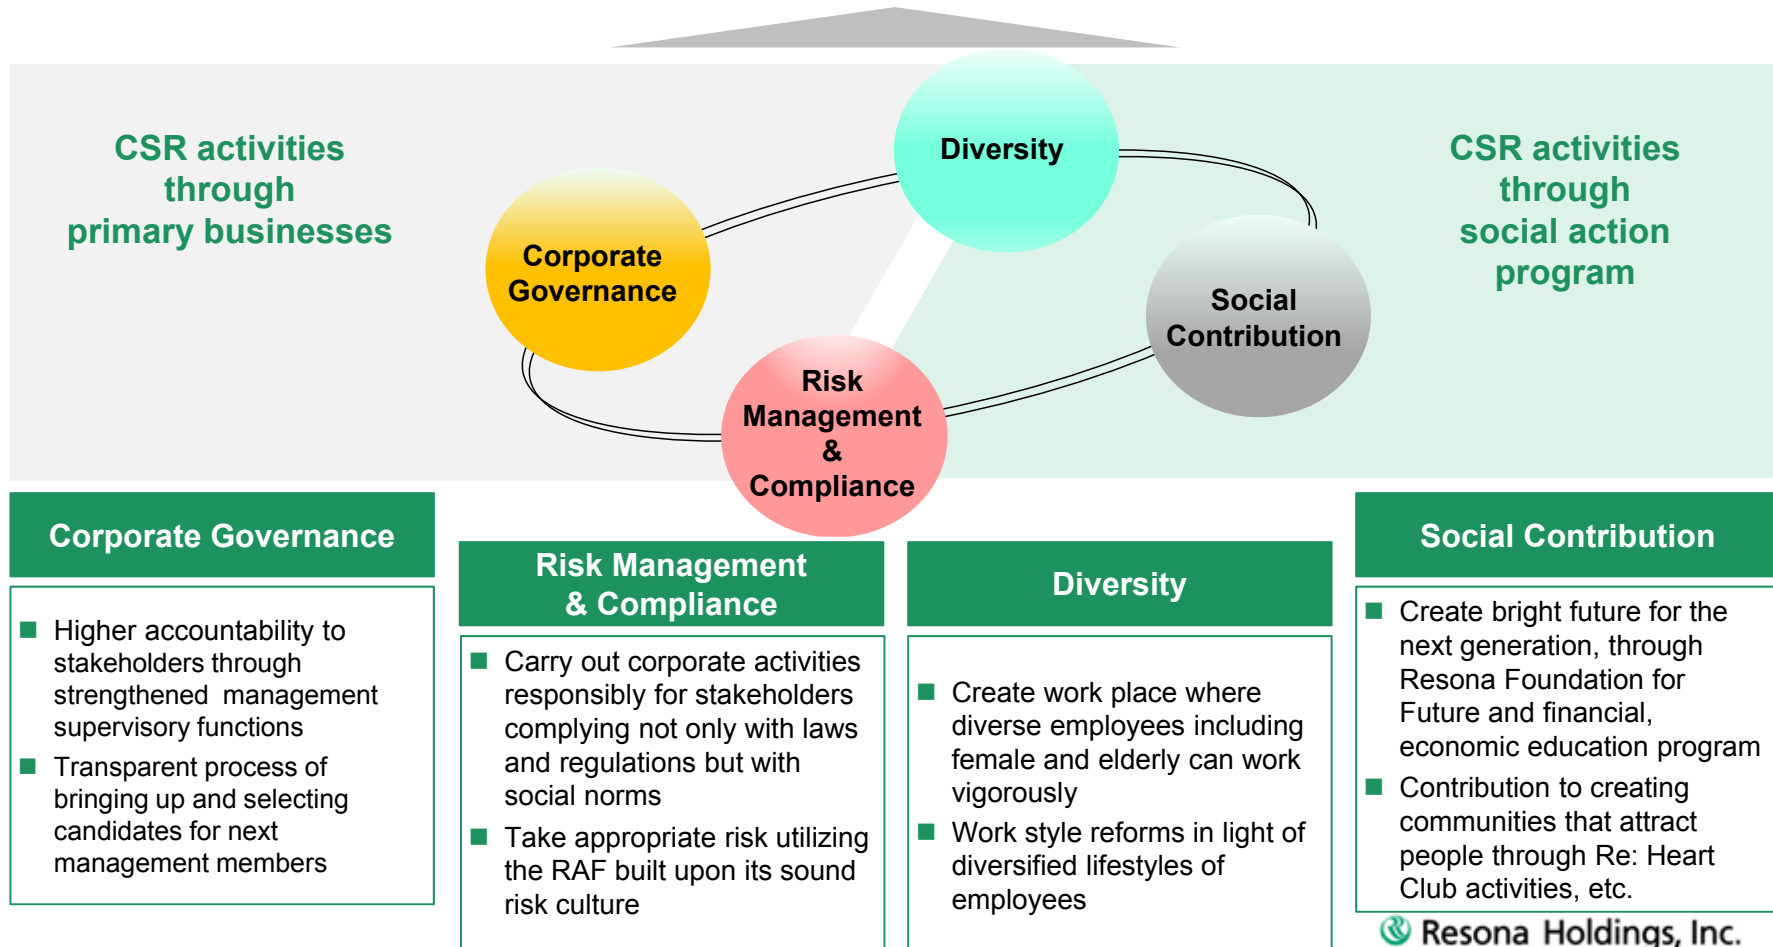 CSR activities
through
primary businesses
Diversity
CSR activities
through
social action
program
Corporate
Governance
Social
Contribution
Risk
Management
&
Compliance
Corporate Governance
Higher accountability to
stakeholders through
strengthened management
supervisory functions
Transparent process of
bringing up and selecting
candidates for next
management members
Risk Management
& Compliance
Carry out corporate activities
responsibly for stakeholders
complying not only with laws
and regulations but with
social norms
Take appropriate risk utilizing
the RAF built upon its sound
risk culture
Diversity
Create work place where
diverse employees including
female and elderly can work
vigorously
Work style reforms in light of
diversified lifestyles of
employees
Social Contribution
Create bright future for the
next generation, through
Resona Foundation for
Future and financial,
economic education program
Contribution to creating
communities that attract
people through Re: Heart
Club activities, etc.
Resona Holdings, Inc.